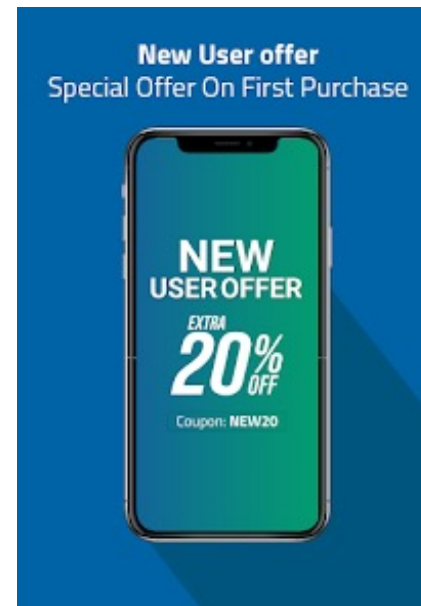 New User offer
Special Offer On First Purchase
NEW
USER OFFER
EXTRA
20% OFF
Coupon: NEW20